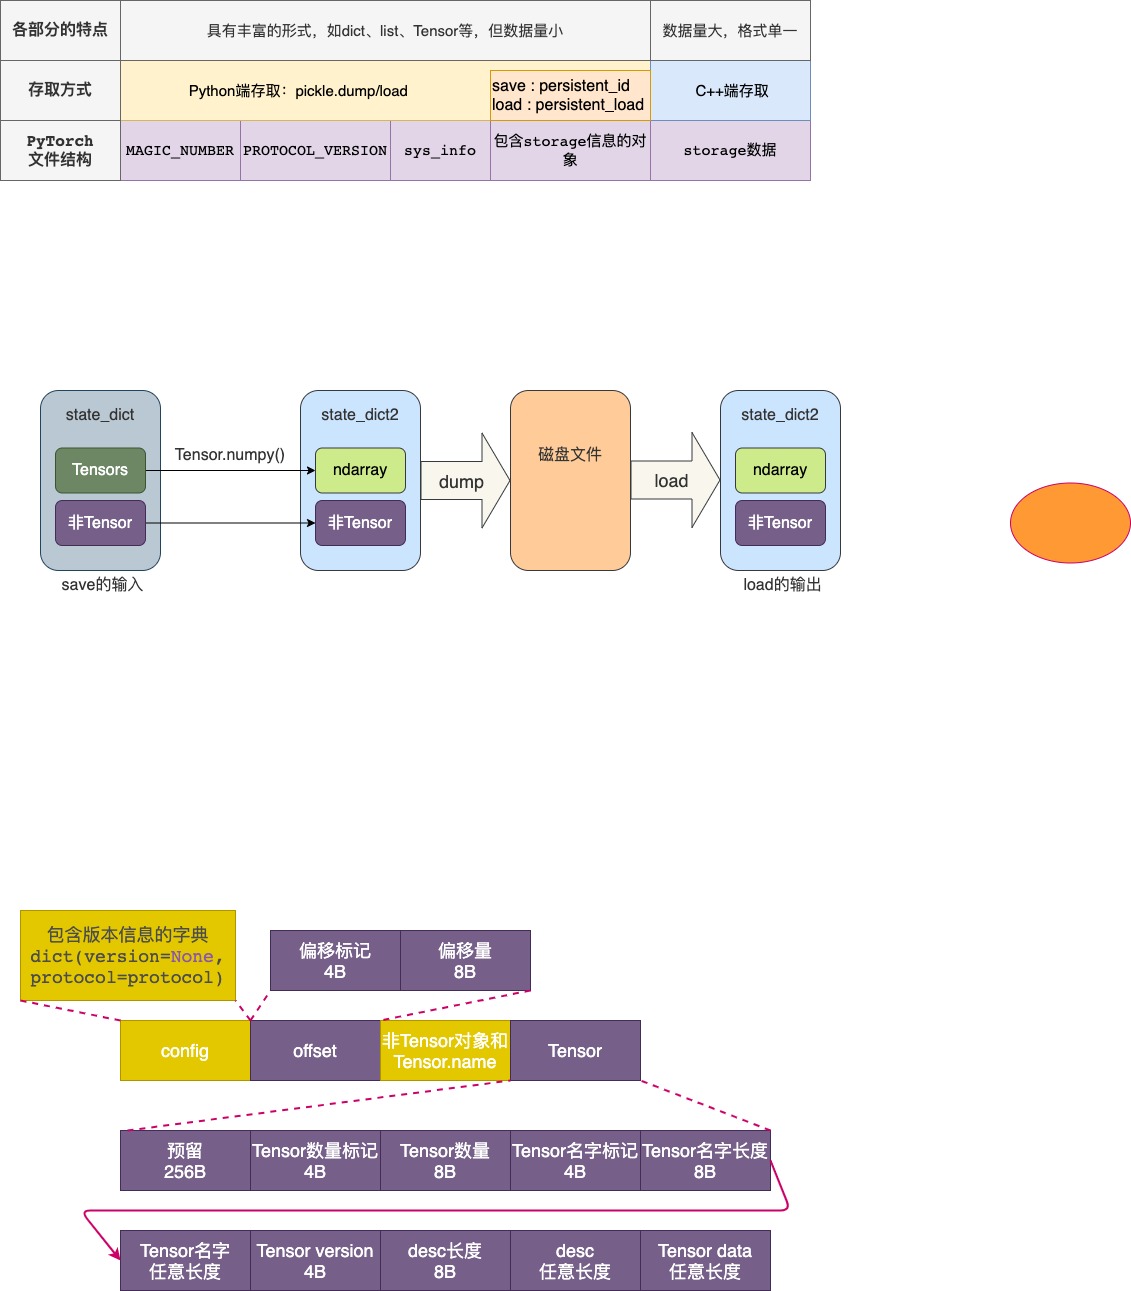 各部分的特点
具有丰富的形式，如dict、list、Tensor等，但数据量小
数据量大，格式单一
存取方式
Python端存取：pickle.dump/load
save : persistent_id
load : persistent_load
C++端存取
PyTorch
文件结构
MAGIC_NUMBER
PROTOCOL_VERSION
sys_info
包含storage信息的对
象
storage数据
state_dict
Tensors
非Tensor
save的输入
Tensor.numpy()
state_dict2
ndarray
非Tensor
dump
磁盘文件
load
state_dict2
ndarray
非Tensor
load的输出
包含版本信息的字典
dict(version=None,
protocol=protocol)
偏移标记
4B
偏移量
8B
config
offset
非Tensor对象和
Tensor.name
Tensor
预留
256B
Tensor数量标记
4B
Tensor数量
8B
Tensor名字标记
4B
Tensor名字长度
8B
Tensor名字
任意长度
Tensor version
4B
desc长度
8B
desc
任意长度
Tensor data
任意长度